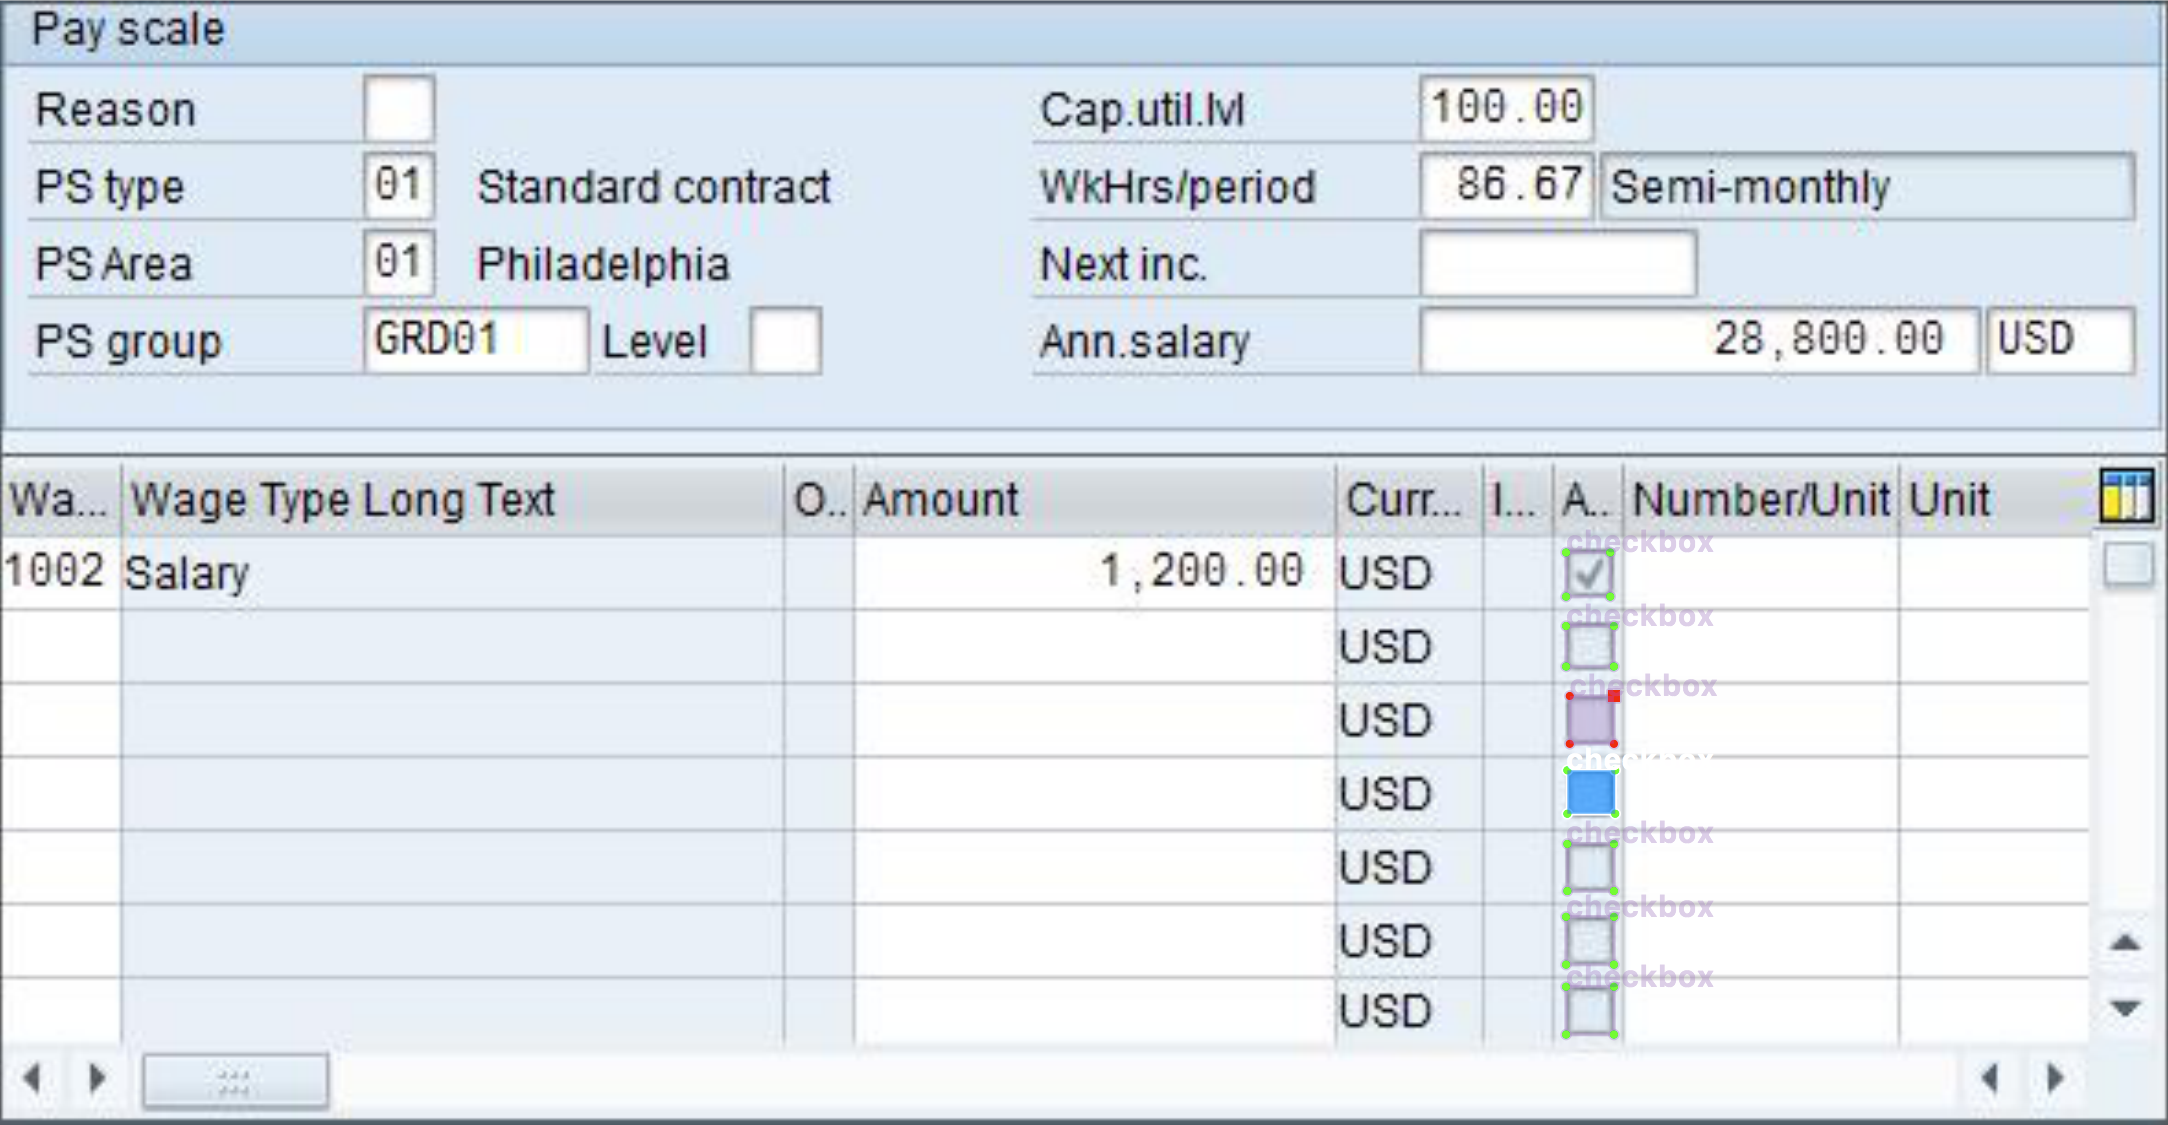 Pay scale
Reason
Cap.util.lvl 100.00
PS type 01 Standard contract
WkHrs/period 86.67 Semi-monthly
PS Area 01 Philadelphia
Next inc.
PS group GRD01 Level
Ann.salary 28,800.00 USD
Wa... Wage Type Long Text O.. Amount Curr... I... A.. Number/Unit Unit
checkbox
1002 Salary 1,200.00 USD
checkbox
USD
checkbox
USD
checkbox
USD
checkbox
USD
checkbox
USD
checkbox
USD